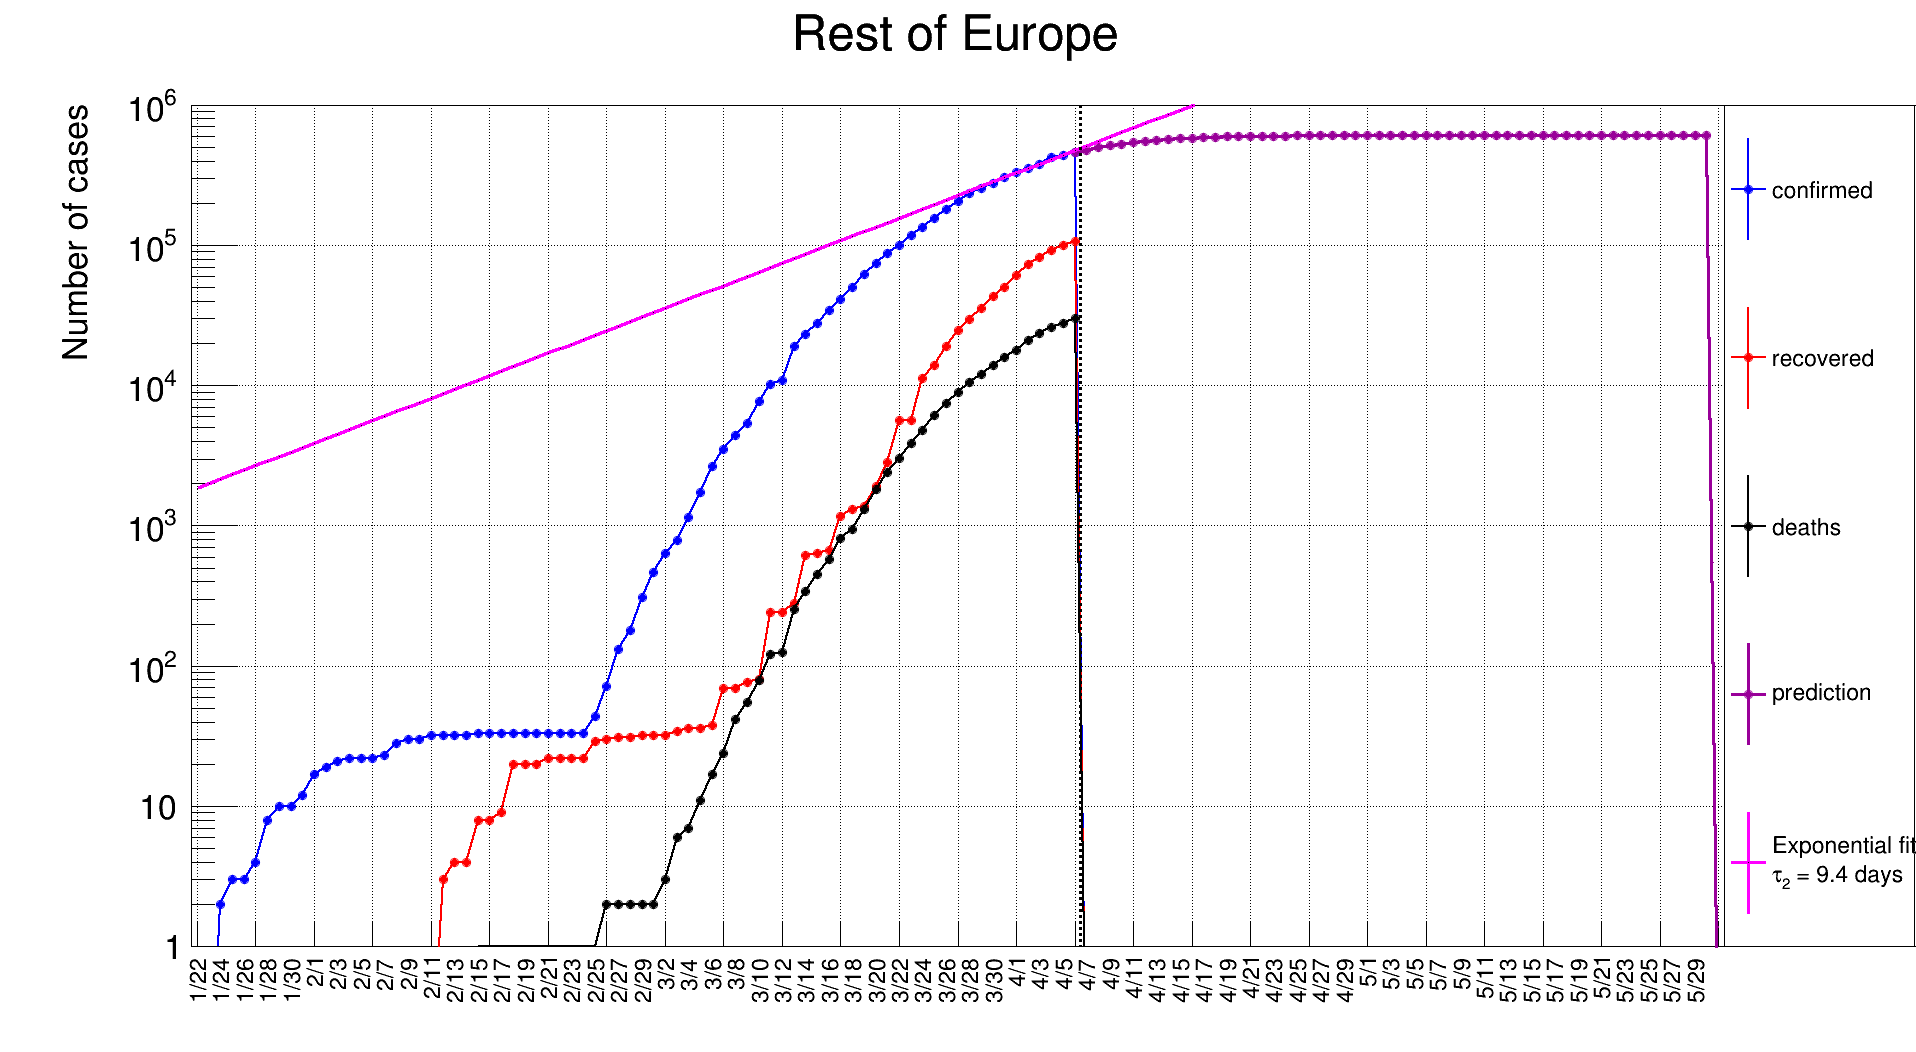 Rest of Europe
Number of cases
10^6
10^5
10^4
10^3
10^2
10
1
1/22 1/24 1/26 1/28 1/30 2/1 2/3 2/5 2/7 2/9 2/11 2/13 2/15 2/17 2/19 2/21 2/23 2/25 2/27 2/29 3/2 3/4 3/6 3/8 3/10 3/12 3/14 3/16 3/18 3/20 3/22 3/24 3/26 3/28 3/30 4/1 4/3 4/5 4/7 4/9 4/11 4/13 4/15 4/17 4/19 4/21 4/23 4/25 4/27 4/29 5/1 5/3 5/5 5/7 5/9 5/11 5/13 5/15 5/17 5/19 5/21 5/23 5/25 5/27 5/29
confirmed
recovered
deaths
prediction
Exponential fit
τ₂ = 9.4 days